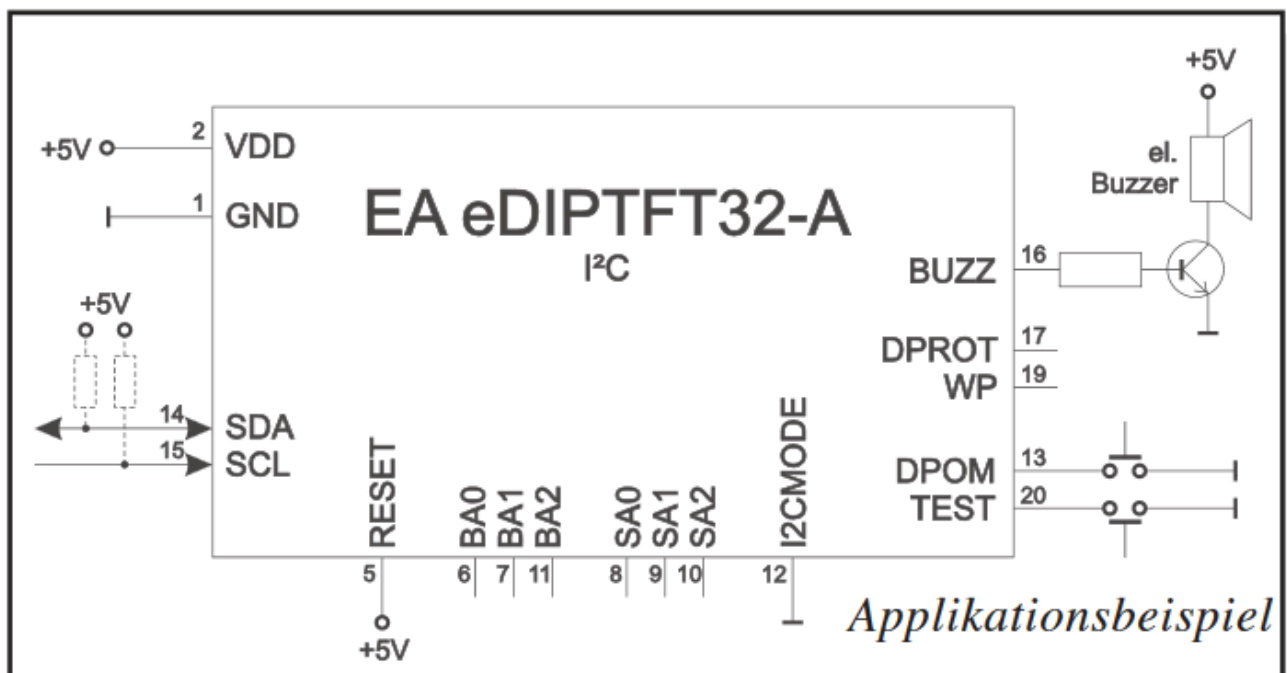 +5V
el.
Buzzer
+5V
2
VDD
1
GND
EA eDIPTFT32-A
I²C
BUZZ
16
DPROT
17
WP
19
+5V
14
SDA
15
SCL
DPOM
13
TEST
20
RESET
BA0
BA1
BA2
SA0
SA1
SA2
I2CMODE
5
6
7
11
8
9
10
12
+5V
Applikationsbeispiel